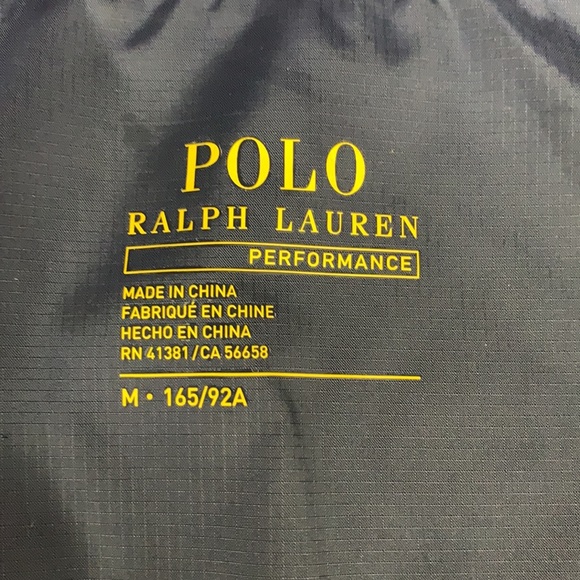 POLO
RALPH LAUREN
PERFORMANCE
MADE IN CHINA
FABRIQUÉ EN CHINE
HECHO EN CHINA
RN 41381/CA 56658
M • 165/92A